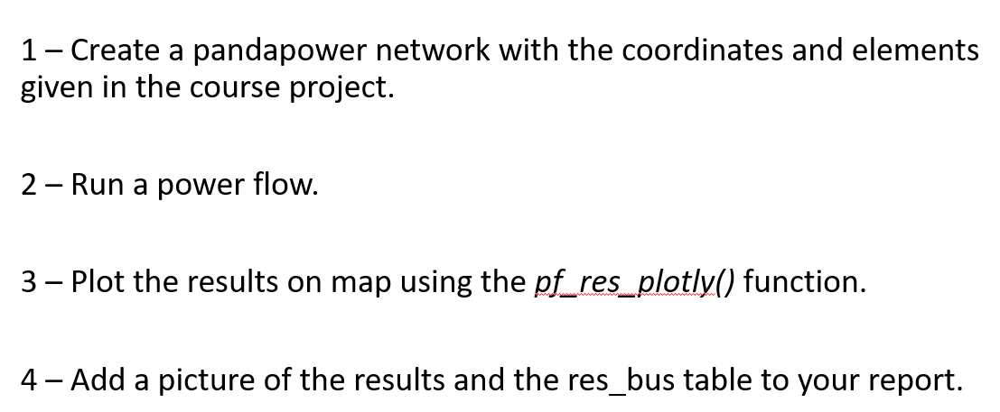 1 – Create a pandapower network with the coordinates and elements
given in the course project.
2 – Run a power flow.
3 – Plot the results on map using the pf_res_plotly() function.
4 – Add a picture of the results and the res_bus table to your report.